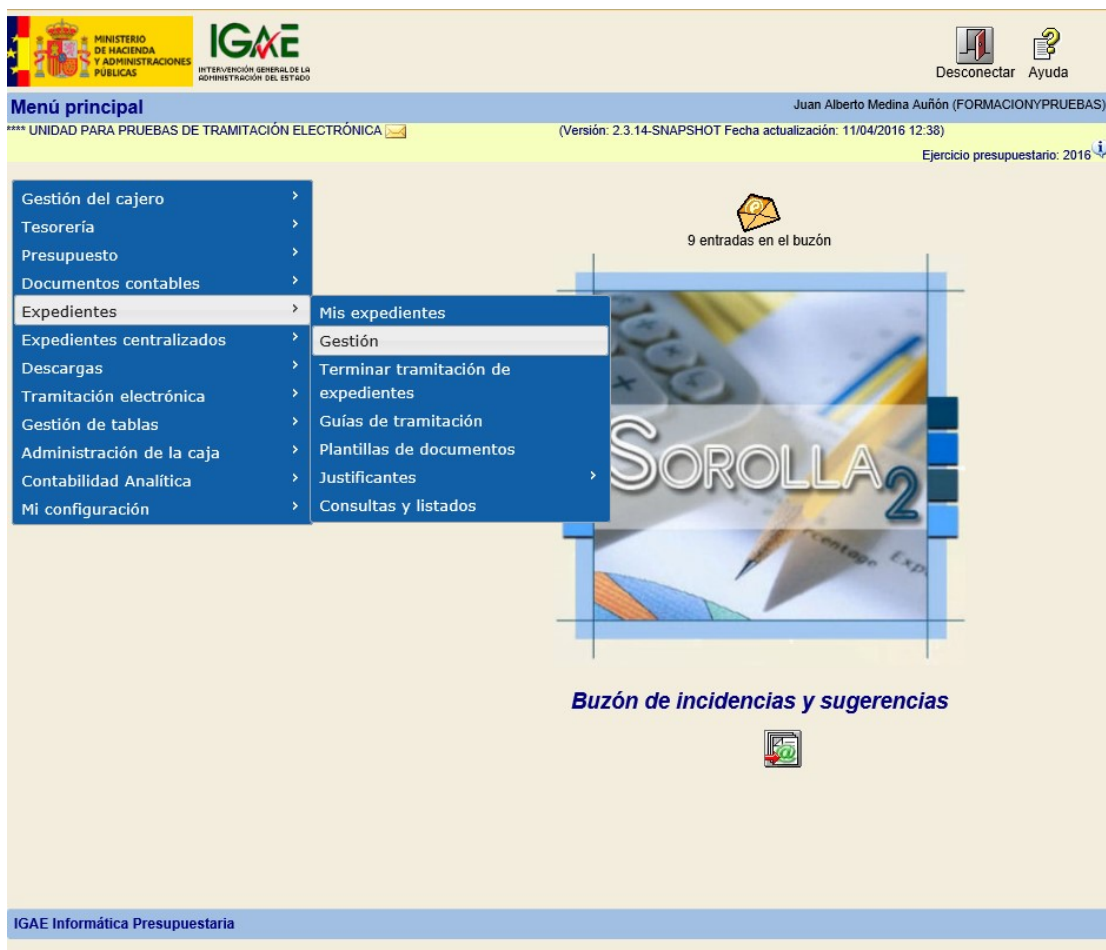 MINISTERIO
DE HACIENDA
Y ADMINISTRACIONES
PÚBLICAS
IGAE
INTERVENCIÓN GENERAL DE LA
ADMINISTRACIÓN DEL ESTADO
Desconectar Ayuda
Menú principal
Juan Alberto Medina Auñón (FORMACIONYPRUEBAS)
**** UNIDAD PARA PRUEBAS DE TRAMITACIÓN ELECTRÓNICA
(Versión: 2.3.14-SNAPSHOT Fecha actualización: 11/04/2016 12:38)
Ejercicio presupuestario: 2016
Gestión del cajero
Tesorería
Presupuesto
Documentos contables
Expedientes
Expedientes centralizados
Descargas
Tramitación electrónica
Gestión de tablas
Administración de la caja
Contabilidad Analítica
Mi configuración
Mis expedientes
Gestión
Terminar tramitación de
expedientes
Guías de tramitación
Plantillas de documentos
Justificantes
Consultas y listados
9 entradas en el buzón
SOROLLA2
Buzón de incidencias y sugerencias
IGAE Informática Presupuestaria